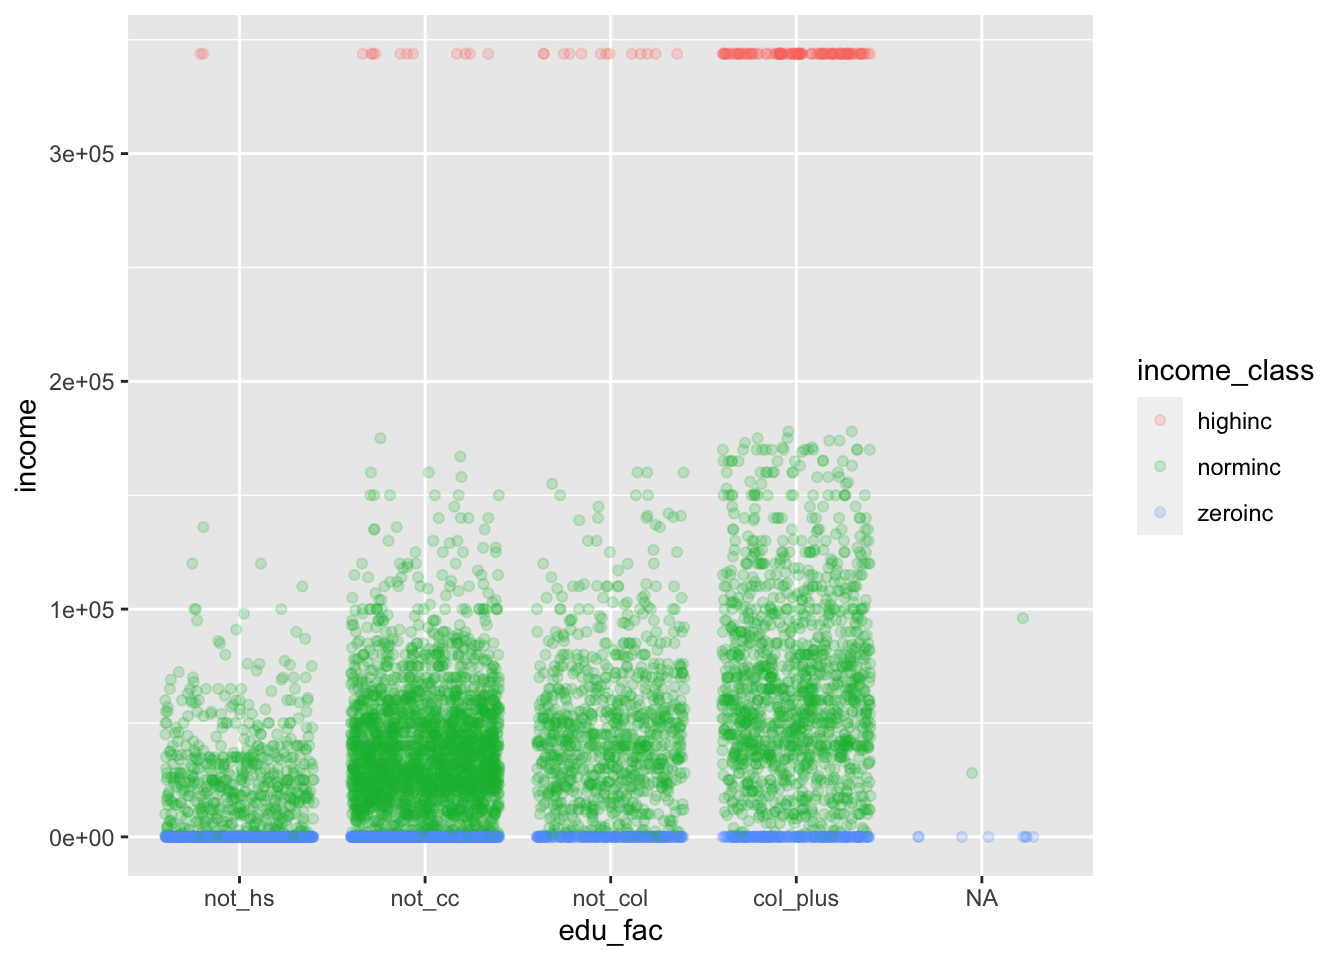 income
3e+05
2e+05
1e+05
0e+00
not_hs not_cc not_col col_plus NA
edu_fac
income_class
highinc
norminc
zeroinc